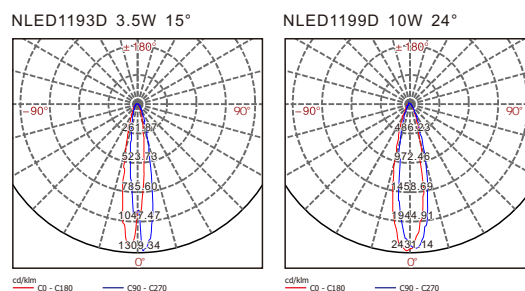 NLED1193D 3.5W 15°
±180°
-90°
90°
261.87
523.73
785.60
1047.47
1309.34
0°
cd/klm
C0 - C180
C90 - C270
NLED1199D 10W 24°
±180°
-90°
90°
486.23
972.46
1458.69
1944.91
2431.14
0°
cd/klm
C0 - C180
C90 - C270